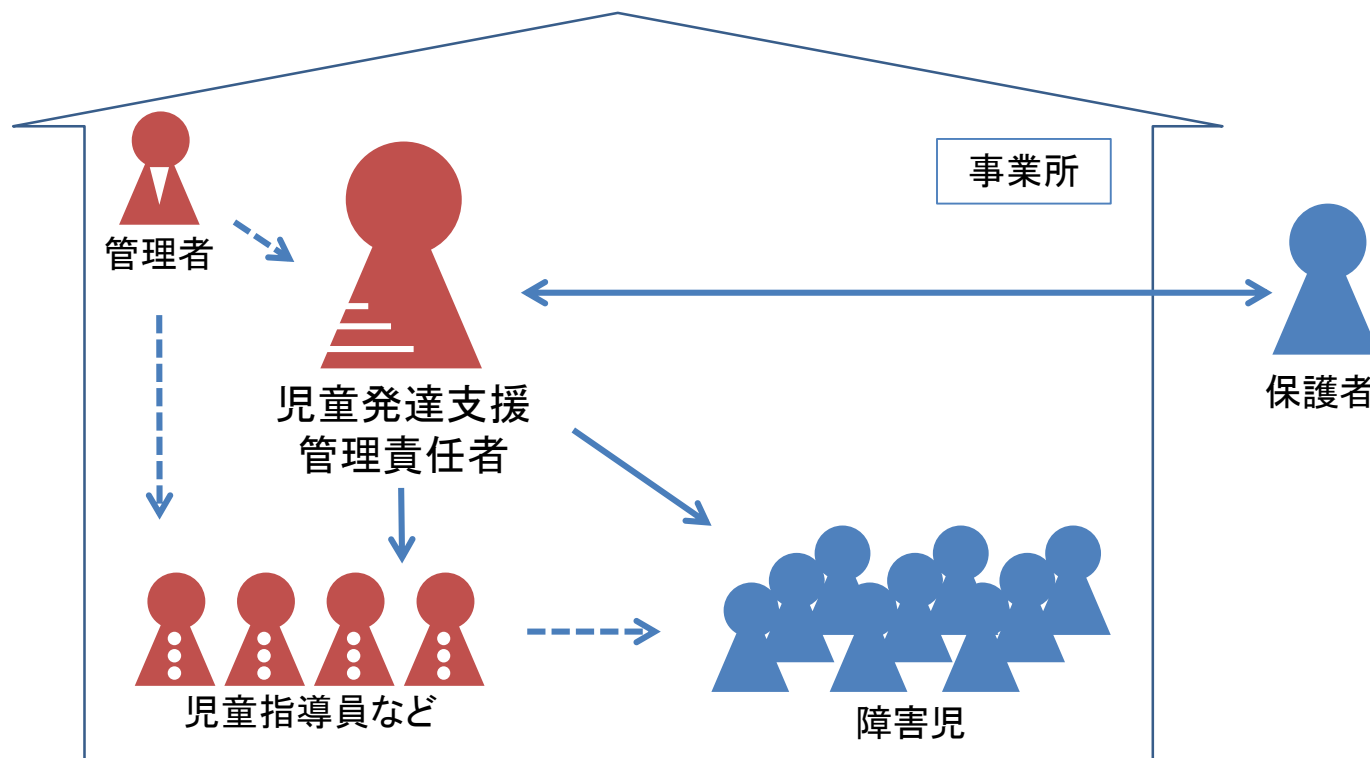 事業所
管理者
保護者
児童発達支援
管理責任者
児童指導員など
障害児